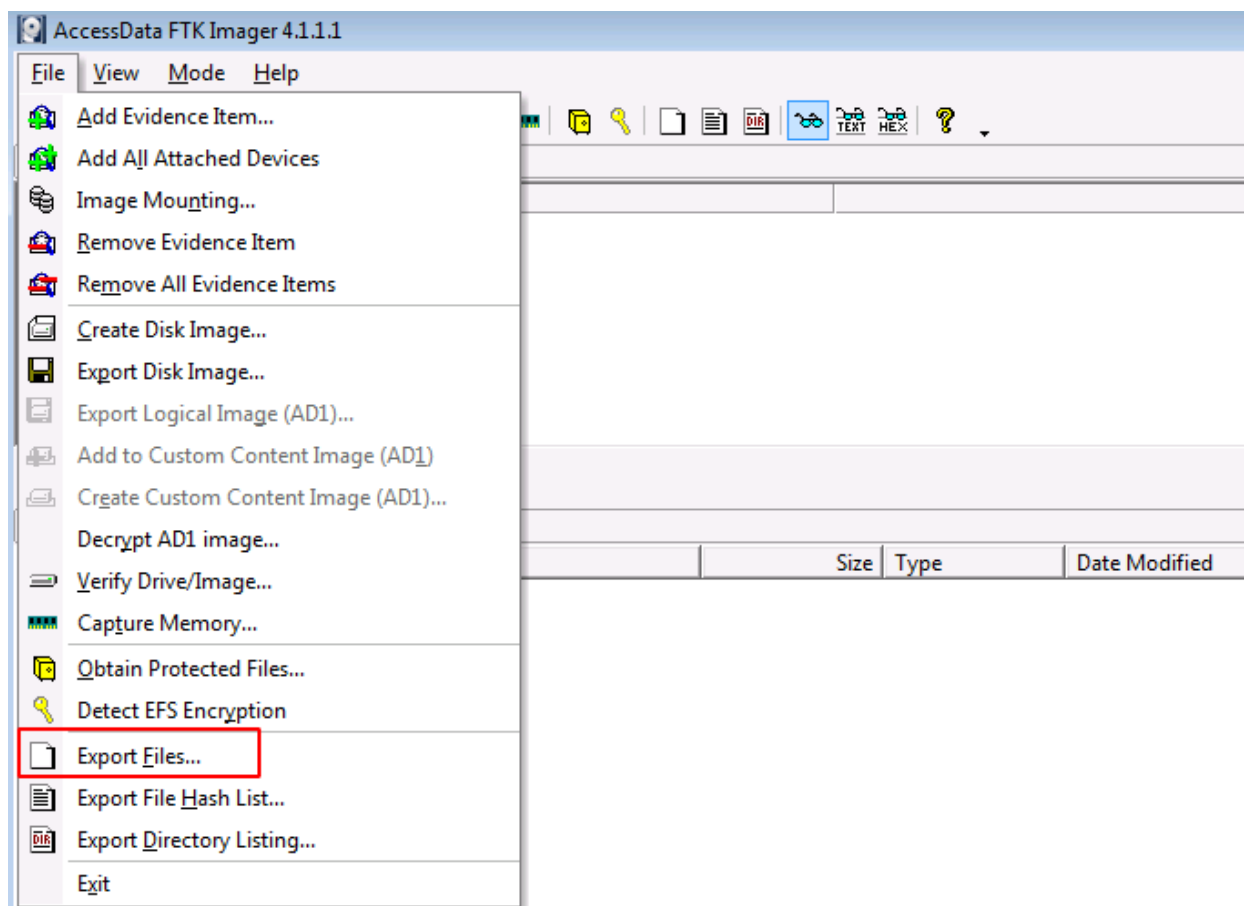 AccessData FTK Imager 4.1.1.1
File View Mode Help
TEXT HEX DIR
Add Evidence Item...
Add All Attached Devices
Image Mounting...
Remove Evidence Item
Remove All Evidence Items
Create Disk Image...
Export Disk Image...
Export Logical Image (AD1)...
Add to Custom Content Image (AD1)
Create Custom Content Image (AD1)...
Decrypt AD1 image...
Verify Drive/Image...
Size Type Date Modified
Capture Memory...
Obtain Protected Files...
Detect EFS Encryption
Export Files...
Export File Hash List...
DIR Export Directory Listing...
Exit